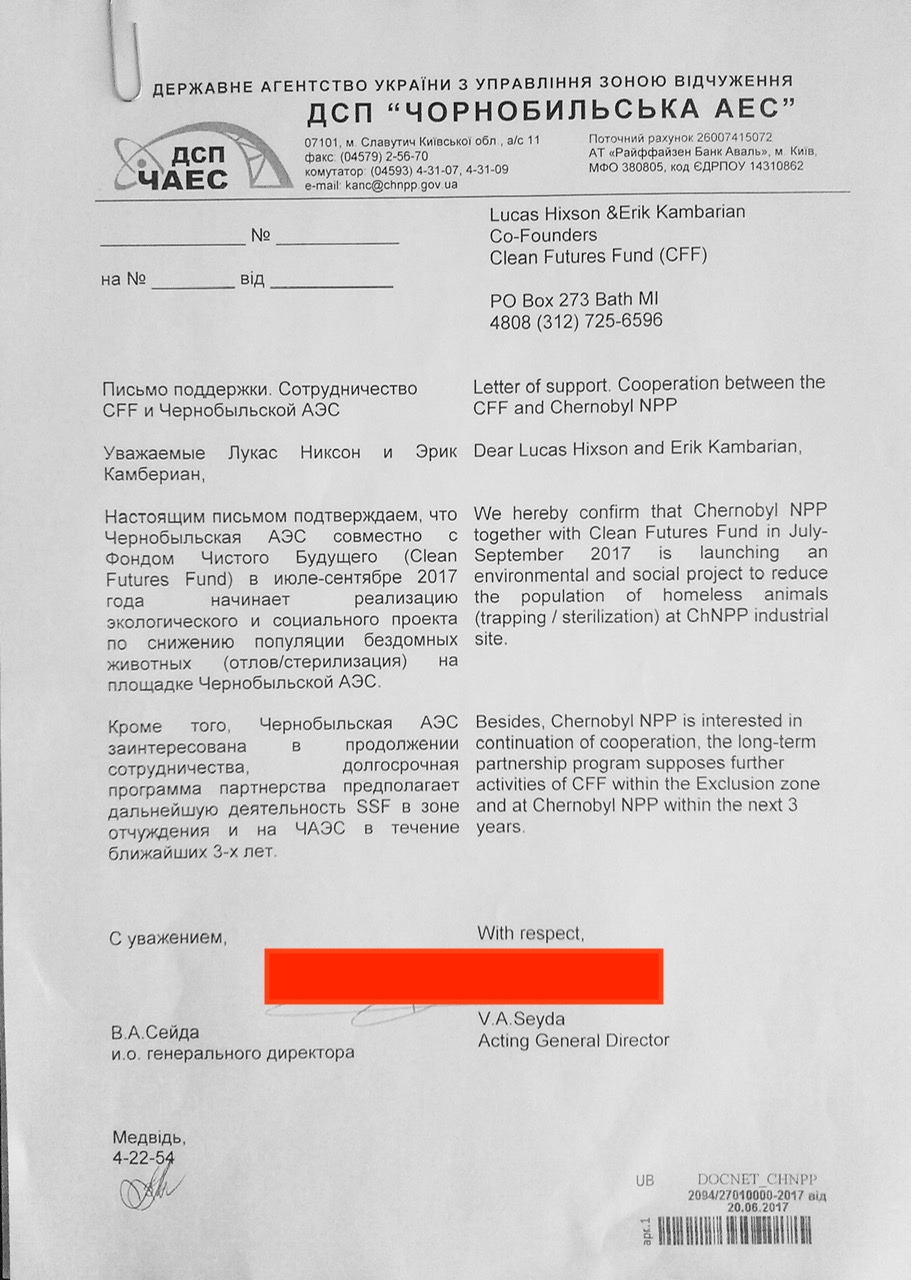 ДЕРЖАВНЕ АГЕНТСТВО УКРАЇНИ З УПРАВЛІННЯ ЗОНОЮ ВІДЧУЖЕННЯ
ДСП “ЧОРНОБИЛЬСЬКА АЕС”
ДСП
ЧАЕС
07101, м. Славутич Київської обл., а/с 11
факс: (04579) 2-56-70
комутатор: (04593) 4-31-07, 4-31-09
e-mail: kanc@chnpp.gov.ua
Поточний рахунок 26007415072
АТ «Райффайзен Банк Аваль», м. Київ,
МФО 380805, код ЄДРПОУ 14310862
№
на № від
Lucas Hixson &Erik Kambarian
Co-Founders
Clean Futures Fund (CFF)
PO Box 273 Bath MI
4808 (312) 725-6596
Письмо поддержки. Сотрудничество
CFF и Чернобыльской АЭС
Уважаемые Лукас Никсон и Эрик
Камбериан,
Настоящим письмом подтверждаем, что
Чернобыльская АЭС совместно с
Фондом Чистого Будущего (Clean
Futures Fund) в июле-сентябре 2017
года начинает реализацию
экологического и социального проекта
по снижению популяции бездомных
животных (отлов/стерилизация) на
площадке Чернобыльской АЭС.
Кроме того, Чернобыльская АЭС
заинтересована в продолжении
сотрудничества, долгосрочная
программа партнерства предполагает
дальнейшую деятельность SSF в зоне
отчуждения и на ЧАЭС в течение
ближайших 3-х лет.
Letter of support. Cooperation between the
CFF and Chernobyl NPP
Dear Lucas Hixson and Erik Kambarian,
We hereby confirm that Chernobyl NPP
together with Clean Futures Fund in July-
September 2017 is launching an
environmental and social project to reduce
the population of homeless animals
(trapping / sterilization) at ChNPP industrial
site.
Besides, Chernobyl NPP is interested in
continuation of cooperation, the long-term
partnership program supposes further
activities of CFF within the Exclusion zone
and at Chernobyl NPP within the next 3
years.
С уважением,
В.А.Сейда
и.о. генерального директора
With respect,
V.A.Seyda
Acting General Director
Медвідь,
4-22-54
UB DOCNET_CHNPP
2094/27010000-2017 від
20.06.2017
арк.1